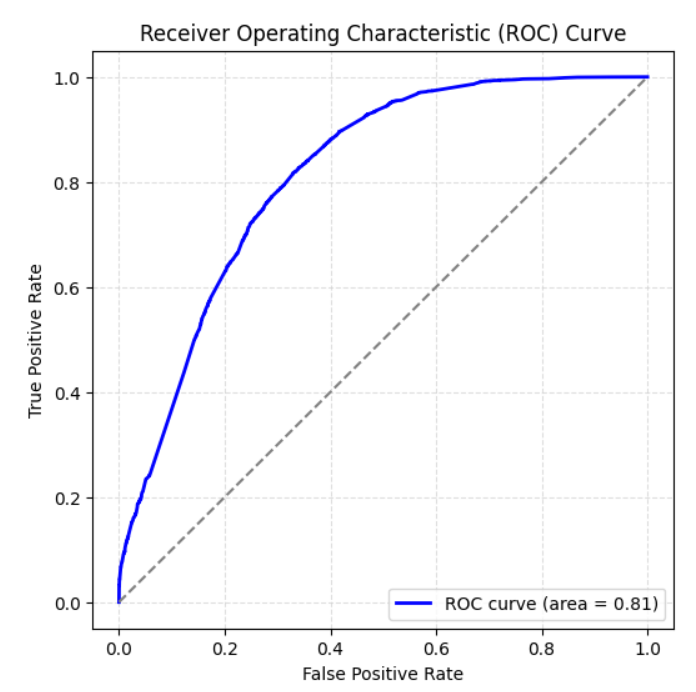 Receiver Operating Characteristic (ROC) Curve
1.0
0.8
0.6
0.4
0.2
0.0
True Positive Rate
ROC curve (area = 0.81)
0.0 0.2 0.4 0.6 0.8 1.0
False Positive Rate